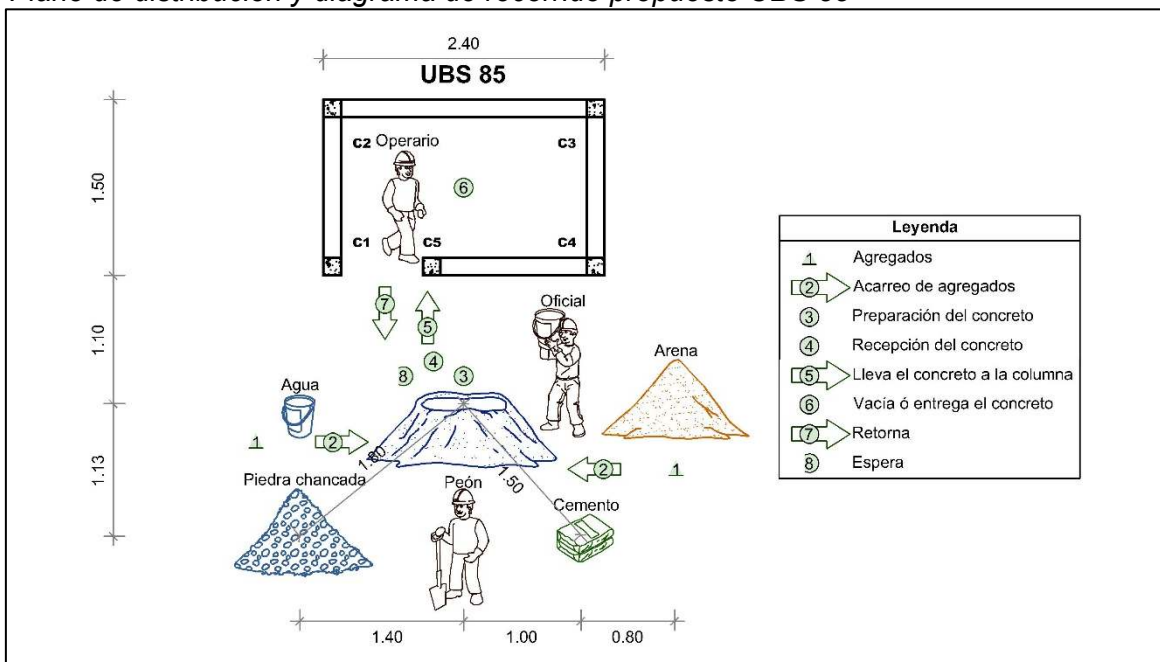 Plano de distribución y diagrama de recorrido propuesto UBS 85
2.40
UBS 85
C2 Operario
C3
6
1.50
C1
C5
C4
7
5
Oficial
1.10
4
8
3
Arena
Agua
1
2
1.80
1.50
2
1
1.13
Piedra chancada
Peón
Cemento
1.40
1.00
0.80
Leyenda
1 Agregados
2 Acarreo de agregados
3 Preparación del concreto
4 Recepción del concreto
5 Lleva el concreto a la columna
6 Vacía ó entrega el concreto
7 Retorna
8 Espera